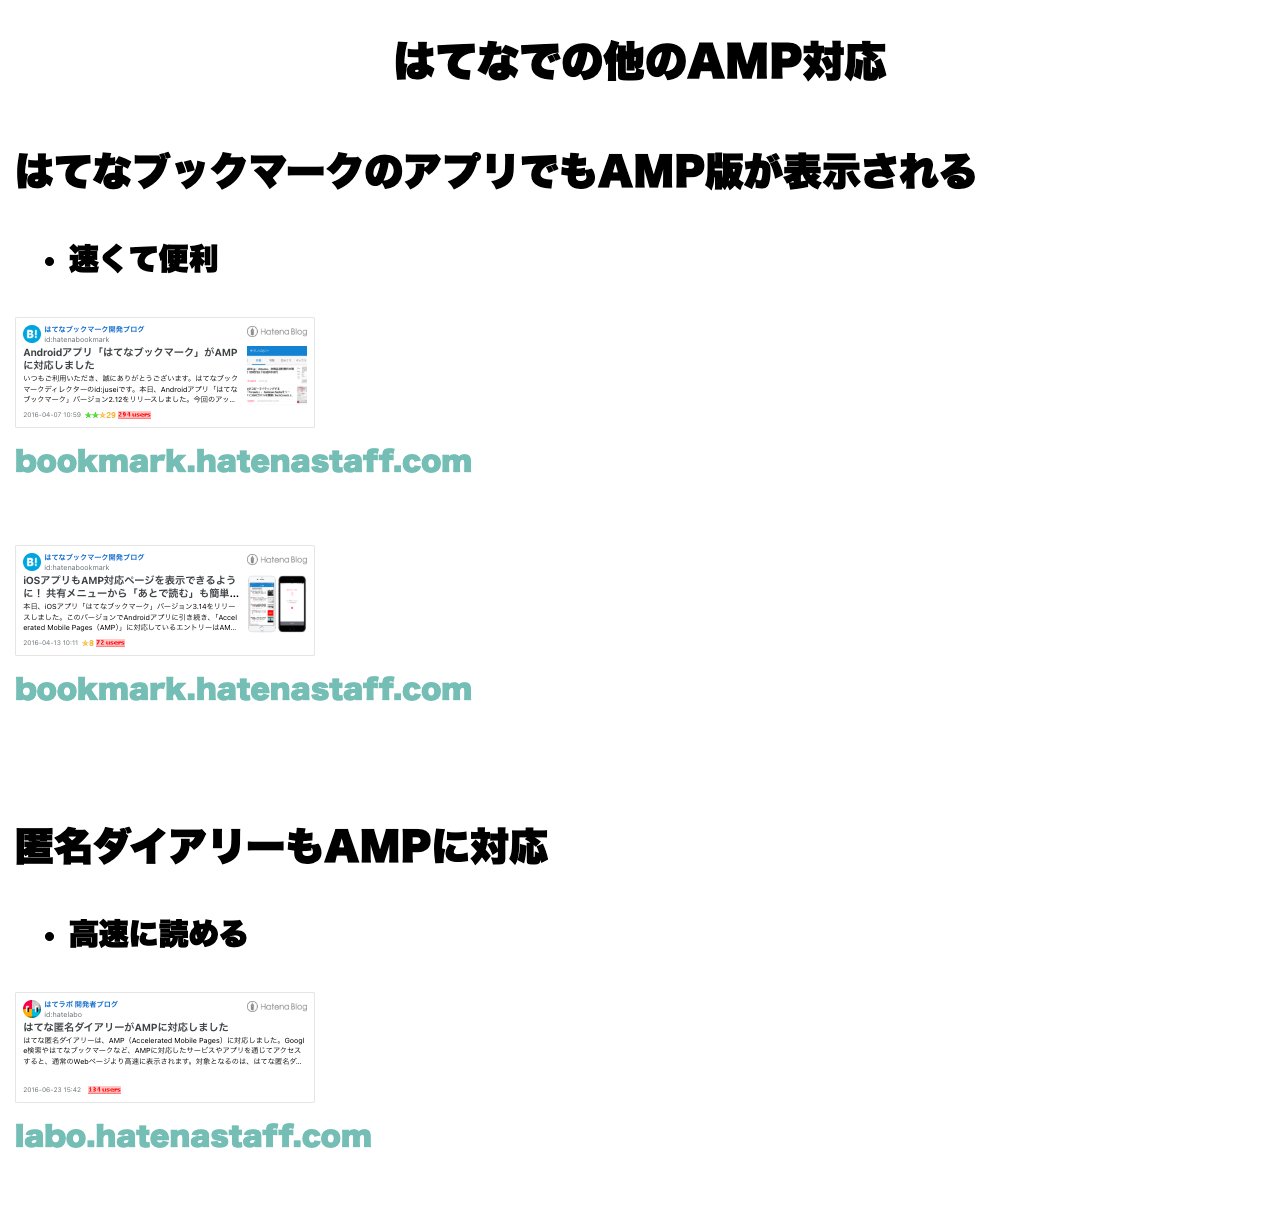 はてなでの他のAMP対応
はてなブックマークのアプリでもAMP版が表示される
• 速くて便利
B!
はてなブックマーク開発ブログ
Hatena Blog
id:hatenabookmark
Androidアプリ「はてなブックマーク」がAMP
に対応しました
いつもご利用いただき、誠にありがとうございます。はてなブック
マークディレクターのid:juseiです。本日、Androidアプリ「はてな
ブックマーク」バージョン2.12をリリースしました。今回のアッ...
2016-04-07 10:59 ★★★29 294 users
bookmark.hatenastaff.com
B!
はてなブックマーク開発ブログ
Hatena Blog
id:hatenabookmark
iOSアプリもAMP対応ページを表示できるよう
に！ 共有メニューから「あとで読む」も簡単...
本日、iOSアプリ「はてなブックマーク」バージョン3.14をリリー
スしました。このバージョンでAndroidアプリに引き続き、「Accel
erated Mobile Pages（AMP）」に対応しているエントリーはAM...
2016-04-13 10:11 ★8 72 users
bookmark.hatenastaff.com
匿名ダイアリーもAMPに対応
• 高速に読める
はてラボ 開発者ブログ
Hatena Blog
id:hatelabo
はてな匿名ダイアリーがAMPに対応しました
はてな匿名ダイアリーは、AMP（Accelerated Mobile Pages）に対応しました。Googl
e検索やはてなブックマークなど、AMPに対応したサービスやアプリを通じてアクセス
すると、通常のWebページより高速に表示されます。対象となるのは、はてな匿名ダ...
2016-06-23 15:42 134 users
labo.hatenastaff.com